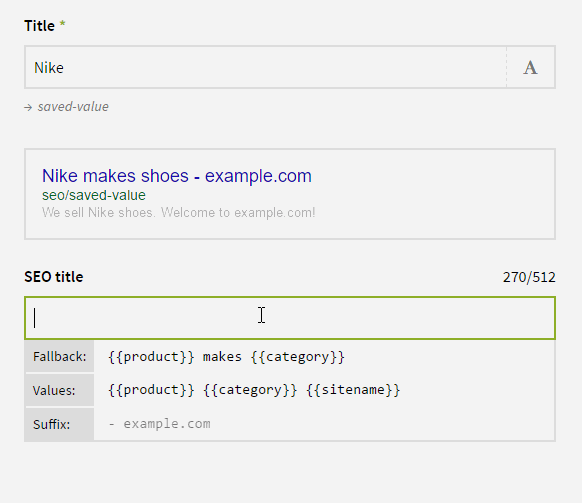 Title *
Nike
A
→ saved-value
Nike makes shoes - example.com
seo/saved-value
We sell Nike shoes. Welcome to example.com!
SEO title 270/512
Fallback: {{product}} makes {{category}}
Values: {{product}} {{category}} {{sitename}}
Suffix: - example.com